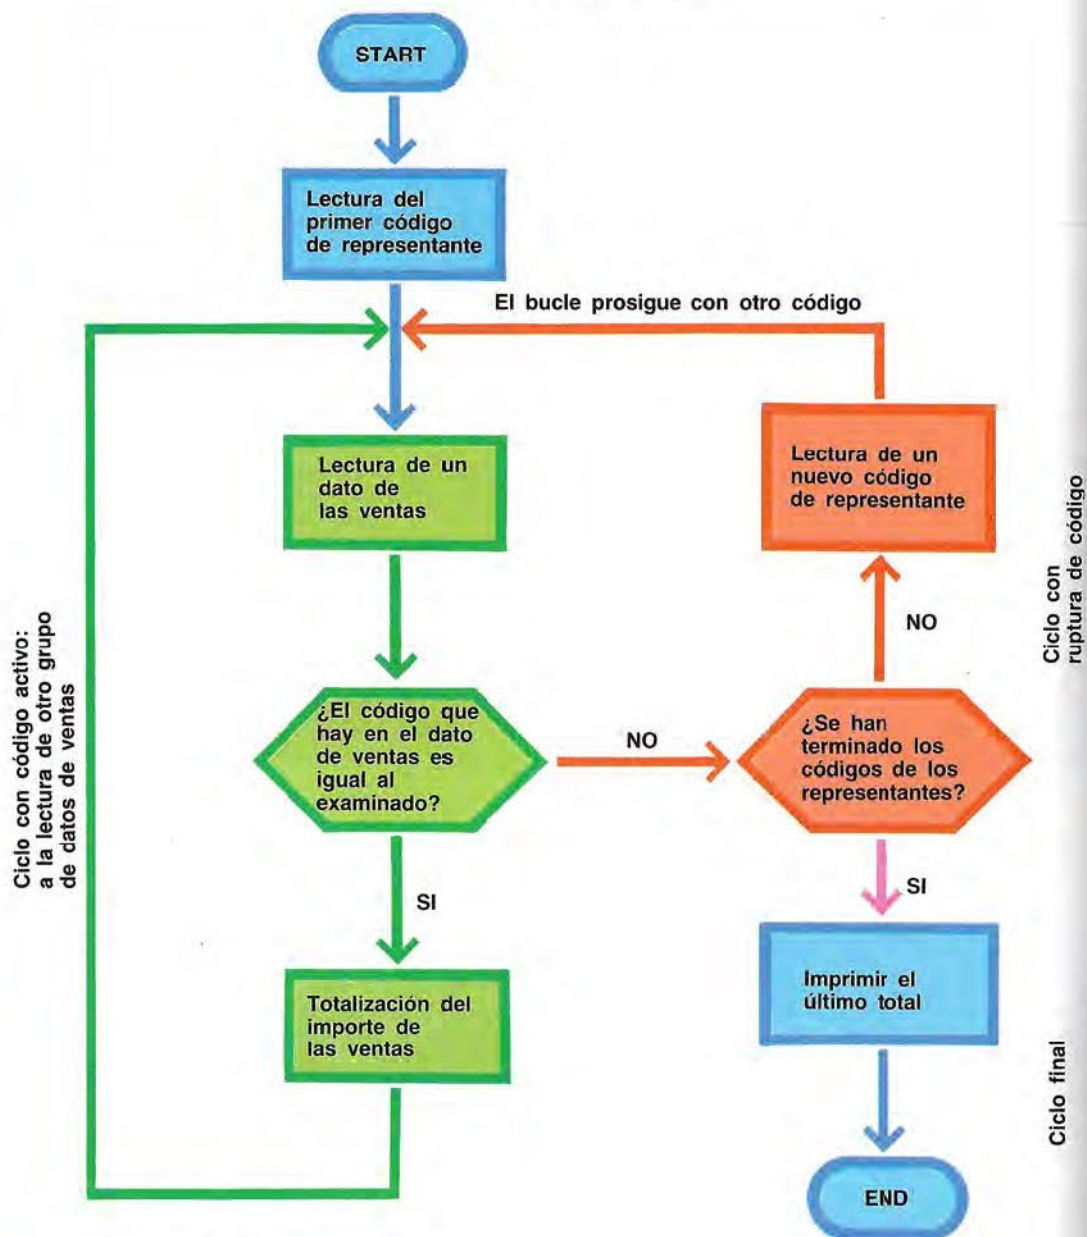 START
Lectura del
primer código
de representante
El bucle prosigue con otro código
Lectura de un
dato de
las ventas
Lectura de un
nuevo código
de representante
NO
¿El código que
hay en el dato
de ventas es
igual al
examinado?
NO
¿Se han
terminado los
códigos de los
representantes?
SI
SI
Totalización del
importe de
las ventas
Imprimir el
último total
END
Ciclo con código activo:
a la lectura de otro grupo
de datos de ventas
Ciclo con
ruptura de código
Ciclo final